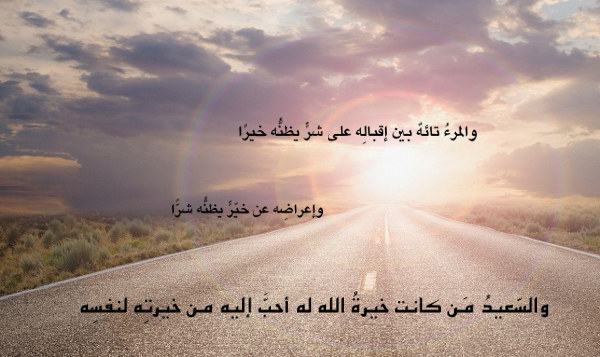 والمرءُ تائهٌ بين إقبالِه على شرٍّ يظنُّه خيرًا
وإعراضِه عن خيّرً يظنُّه شرًّا
والسَعيدُ مَن كانت خيرةُ الله له أحبَّ إليه من خيرتِه لنفسِه